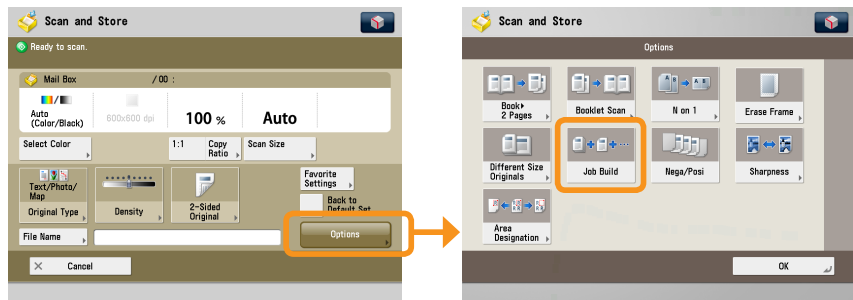 Scan and Store
Ready to scan.
Mail Box /00 :
Auto
(Color/Black)
600x600 dpi
100 %
Auto
Select Color
1:1 Copy
Ratio
Scan Size
Text/Photo/
Map
Original Type
Density
2-Sided
Original
Favorite
Settings
Back to
Default Set.
File Name
Options
Cancel
Scan and Store
Options
Book
2 Pages
Booklet Scan
N on 1
Erase Frame
Different Size
Originals
Job Build
Nega/Posi
Sharpness
Area
Designation
OK